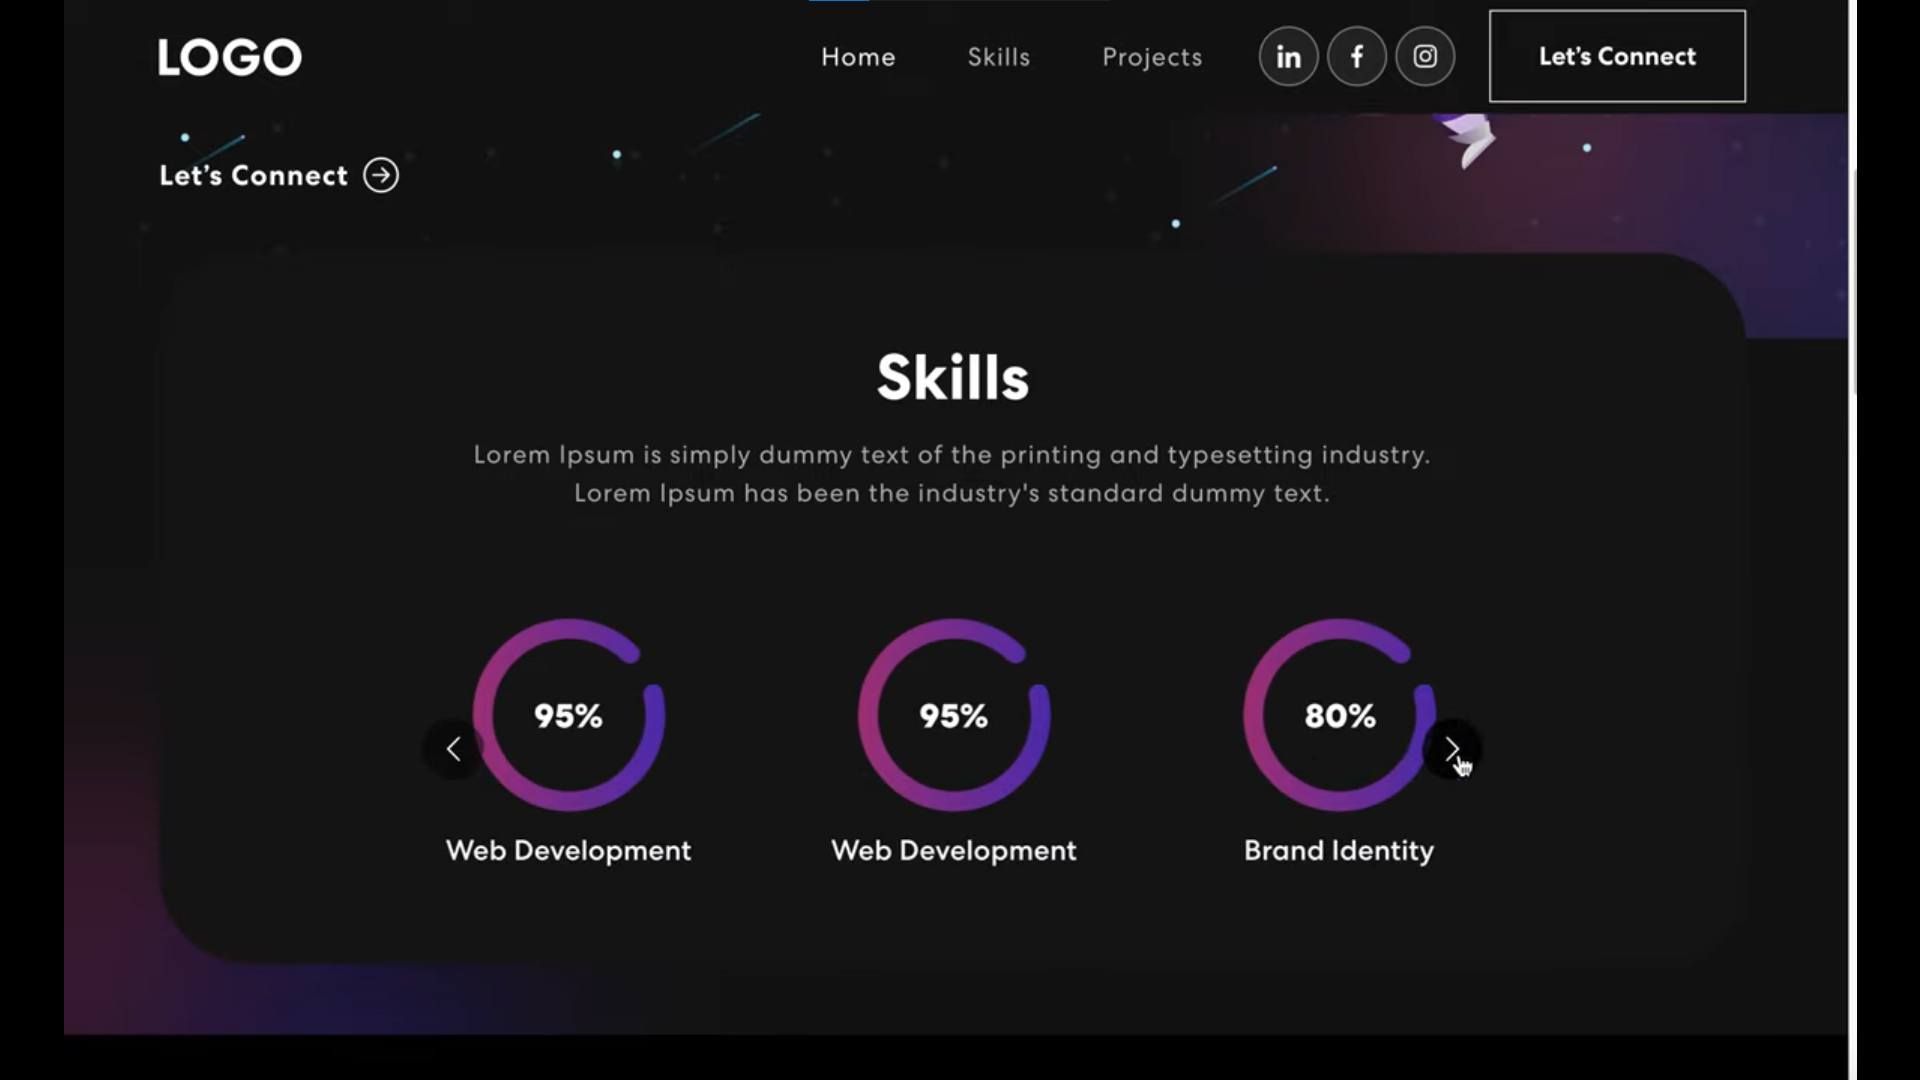 LOGO
Home
Skills
Projects
Let's Connect
Let's Connect
Skills
Lorem Ipsum is simply dummy text of the printing and typesetting industry.
Lorem Ipsum has been the industry's standard dummy text.
95%
95%
80%
Web Development
Web Development
Brand Identity